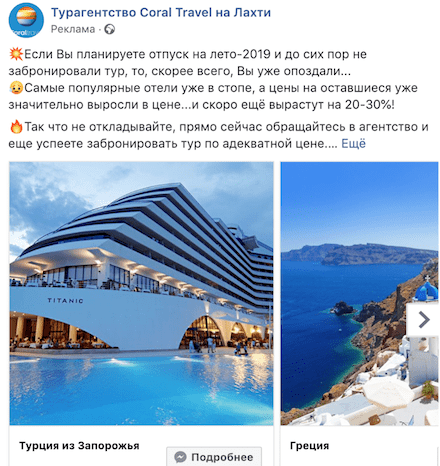 Турагентство Coral Travel на Лахти
Реклама ·
💥Если Вы планируете отпуск на лето-2019 и до сих пор не
забронировали тур, то, скорее всего, Вы уже опоздали...
😥Самые популярные отели уже в стопе, а цены на оставшиеся уже
значительно выросли в цене...и скоро ещё вырастут на 20-30%!
🔥Так что не откладывайте, прямо сейчас обращайтесь в агентство и
еще успеете забронировать тур по адекватной цене.... Ещё
TITANIC
Турция из Запорожья
Подробнее
Греция